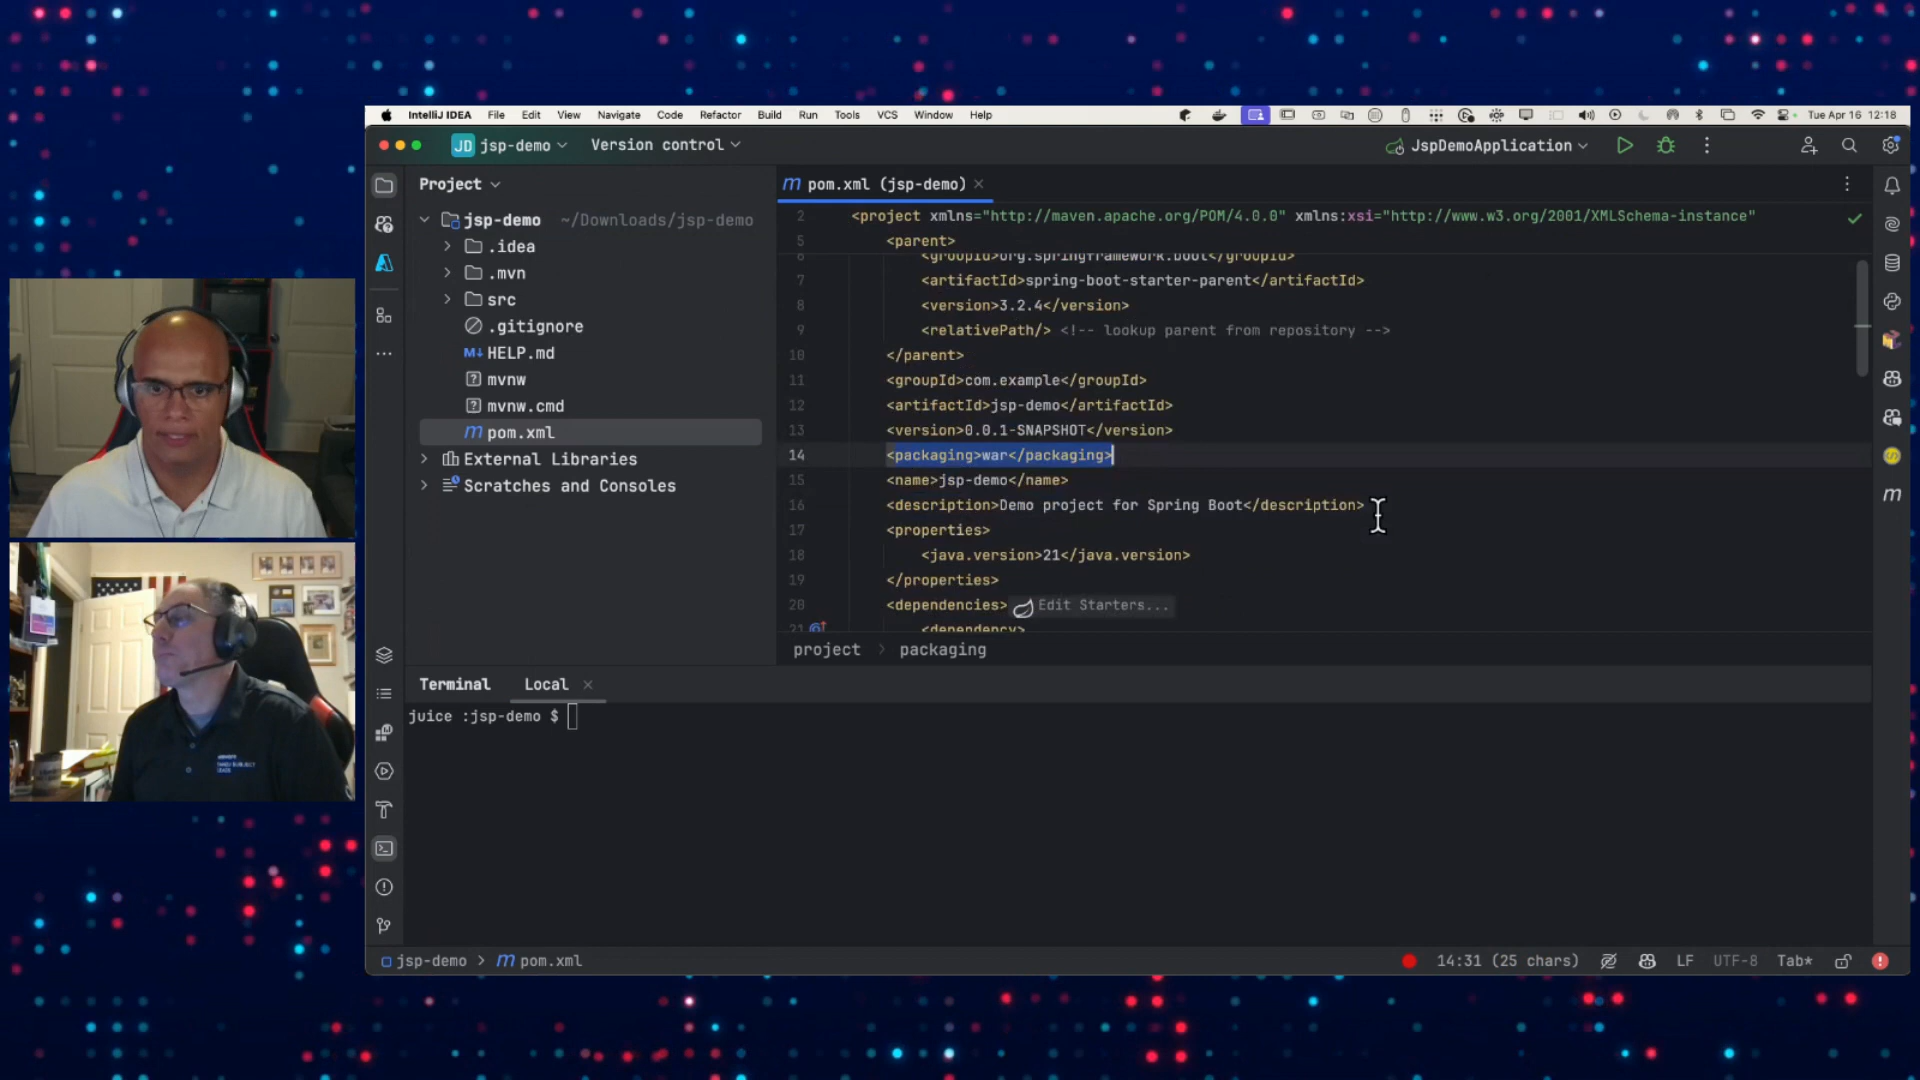 IntelliJ IDEA File Edit View Navigate Code Refactor Build Run Tools VCS Window Help Tue Apr 16 12:18
JD jsp-demo Version control JspDemoApplication
Project
jsp-demo ~/Downloads/jsp-demo
.idea
.mvn
src
.gitignore
M↓ HELP.md
mvnw
mvnw.cmd
m pom.xml
External Libraries
Scratches and Consoles
m pom.xml (jsp-demo)
2 <project xmlns="http://maven.apache.org/POM/4.0.0" xmlns:xsi="http://www.w3.org/2001/XMLSchema-instance"
5 <parent>
6 <groupId>org.springframework.boot</groupId>
7 <artifactId>spring-boot-starter-parent</artifactId>
8 <version>3.2.4</version>
9 <relativePath/> <!-- lookup parent from repository -->
10 </parent>
11 <groupId>com.example</groupId>
12 <artifactId>jsp-demo</artifactId>
13 <version>0.0.1-SNAPSHOT</version>
14 <packaging>war</packaging>
15 <name>jsp-demo</name>
16 <description>Demo project for Spring Boot</description>
17 <properties>
18 <java.version>21</java.version>
19 </properties>
20 <dependencies> Edit Starters...
21 <dependency>
project > packaging
m
Terminal Local
juice :jsp-demo $
jsp-demo > m pom.xml 14:31 (25 chars) LF UTF-8 Tab*